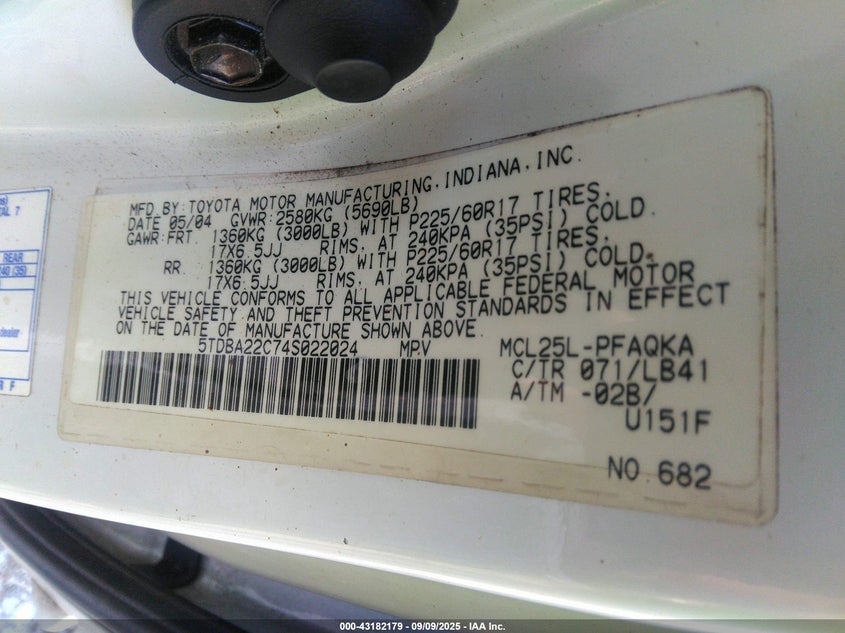 MFD.BY:TOYOTA MOTOR MANUFACTURING,INDIANA,INC.
DATE 05/04 GVWR:2580KG (5690LB)
GAWR:FRT. 1360KG (3000LB) WITH P225/60R17 TIRES,
17X6.5JJ RIMS, AT 240KPA (35PSI) COLD.
RR. 1360KG (3000LB) WITH P225/60R17 TIRES,
17X6.5JJ RIMS, AT 240KPA (35PSI) COLD.
THIS VEHICLE CONFORMS TO ALL APPLICABLE FEDERAL MOTOR
VEHICLE SAFETY AND THEFT PREVENTION STANDARDS IN EFFECT
ON THE DATE OF MANUFACTURE SHOWN ABOVE.
5TDBA22C74S022024 MPV MCL25L-PFAQKA
C/TR 071/LB41
A/TM -02B/
U151F
NO.682
7
REAR
240 (35)
R F
000-43182179 - 09/09/2025 - IAA Inc.